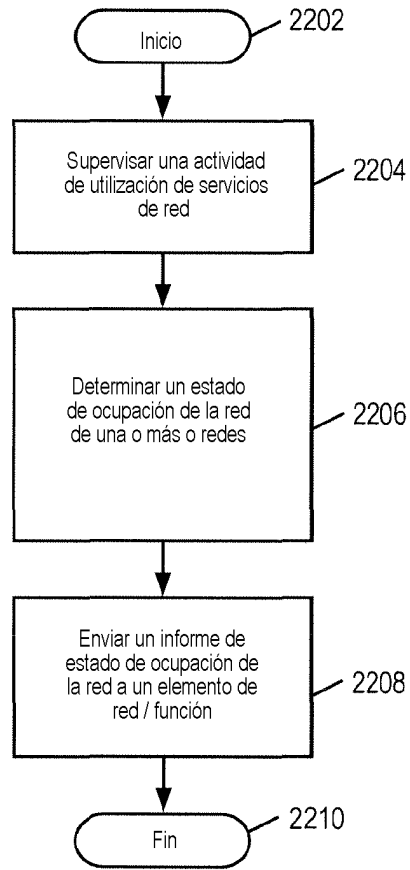 Inicio
2202
Supervisar una actividad
de utilización de servicios
de red
2204
Determinar un estado
de ocupación de la red
de una o más o redes
2206
Enviar un informe de
estado de ocupación de
la red a un elemento de
red / función
2208
Fin
2210